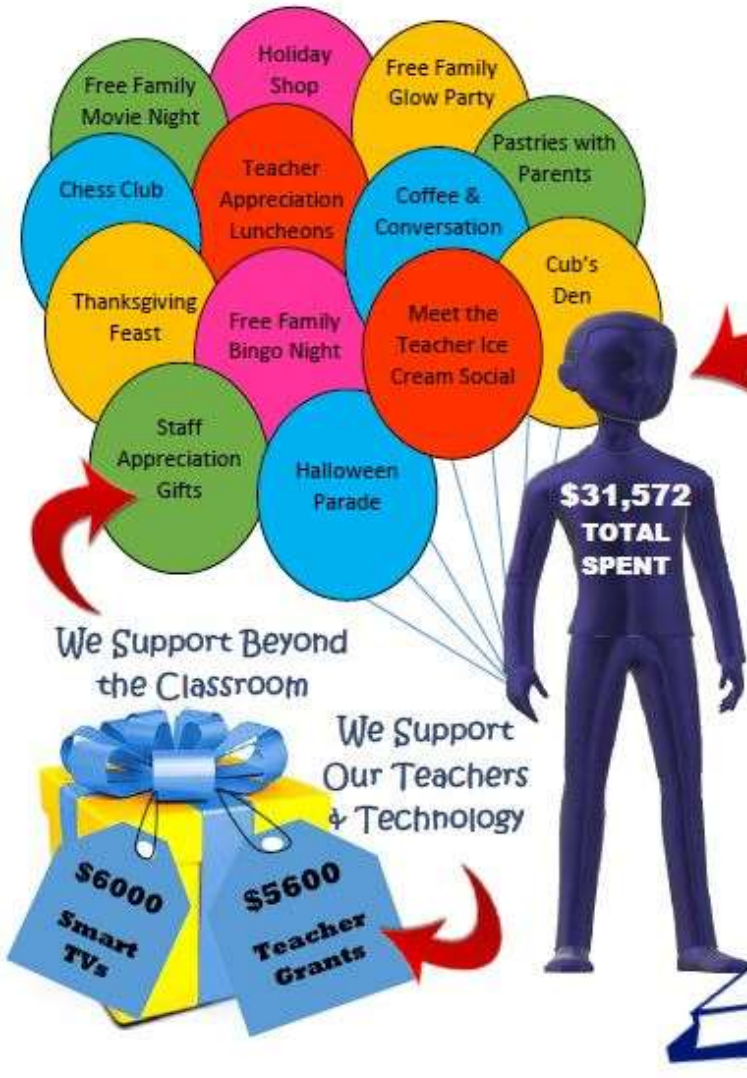 Holiday
Shop
Free Family
Movie Night
Free Family
Glow Party
Pastries with
Parents
Chess Club
Teacher
Appreciation
Luncheons
Coffee &
Conversation
Cub's
Den
Thanksgiving
Feast
Free Family
Bingo Night
Meet the
Teacher Ice
Cream Social
Staff
Appreciation
Gifts
Halloween
Parade
$31,572
TOTAL
SPENT
We Support Beyond
the Classroom
We Support
Our Teachers
& Technology
$6000
Smart
TVs
$5600
Teacher
Grants